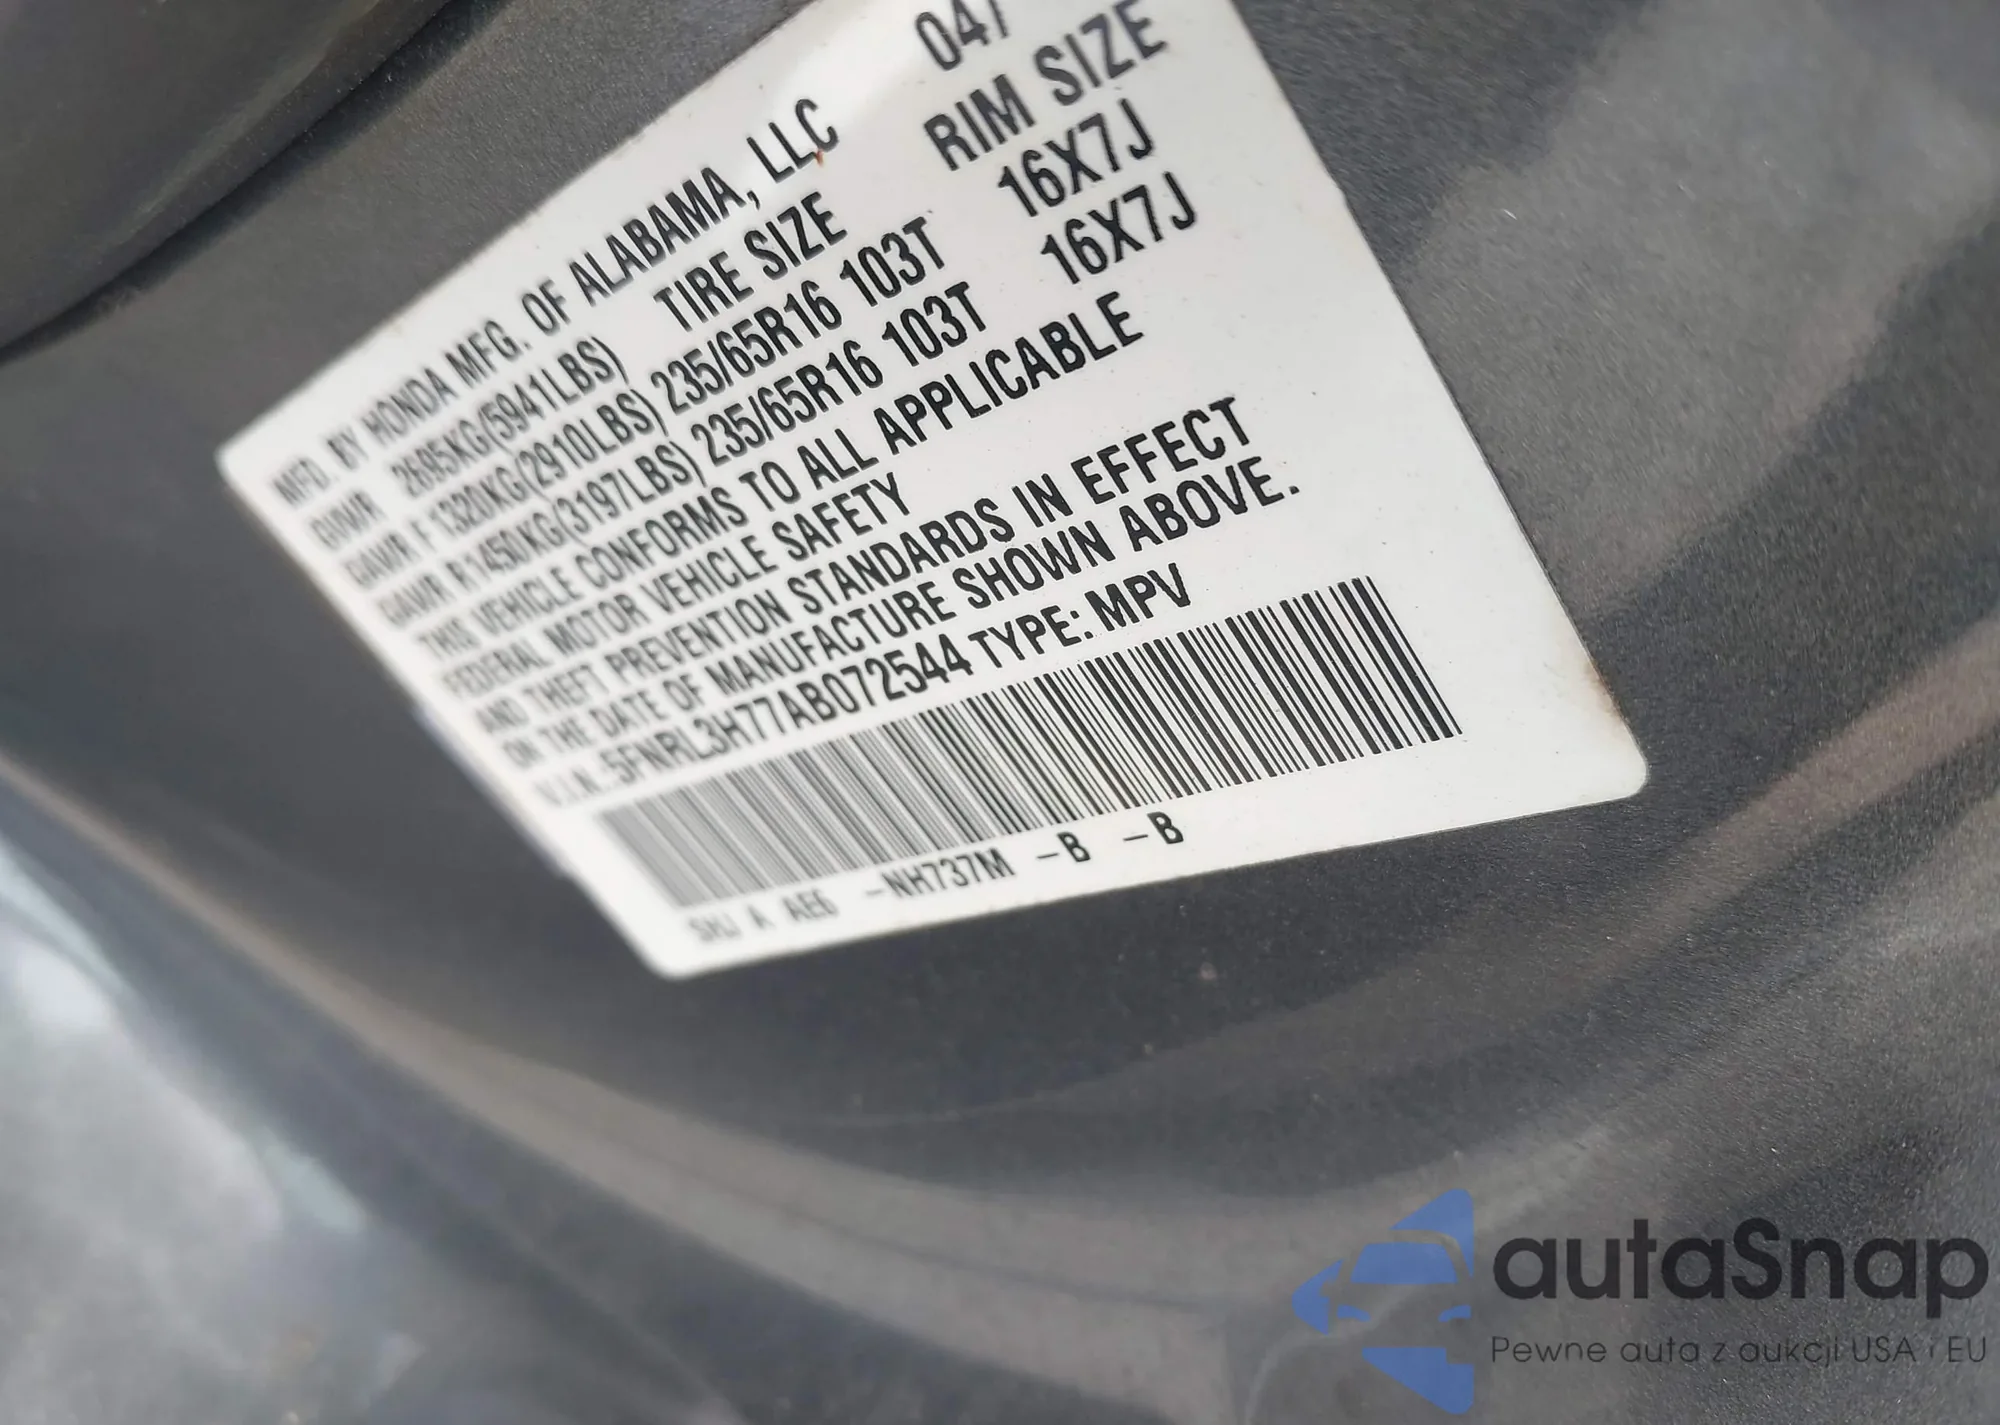 04/
MFD. BY HONDA MFG. OF ALABAMA, LLC
GVWR 2695KG(5941LBS) TIRE SIZE RIM SIZE
GAWR F 1320KG(2910LBS) 235/65R16 103T 16X7J
GAWR R 1450KG(3197LBS) 235/65R16 103T 16X7J
THIS VEHICLE CONFORMS TO ALL APPLICABLE
FEDERAL MOTOR VEHICLE SAFETY
AND THEFT PREVENTION STANDARDS IN EFFECT
ON THE DATE OF MANUFACTURE SHOWN ABOVE.
V.I.N. 5FNRL3H77AB072544 TYPE: MPV
SHJ A AE6 -NH737M -B -B
autaSnap
Pewne auta z aukcji USA i EU